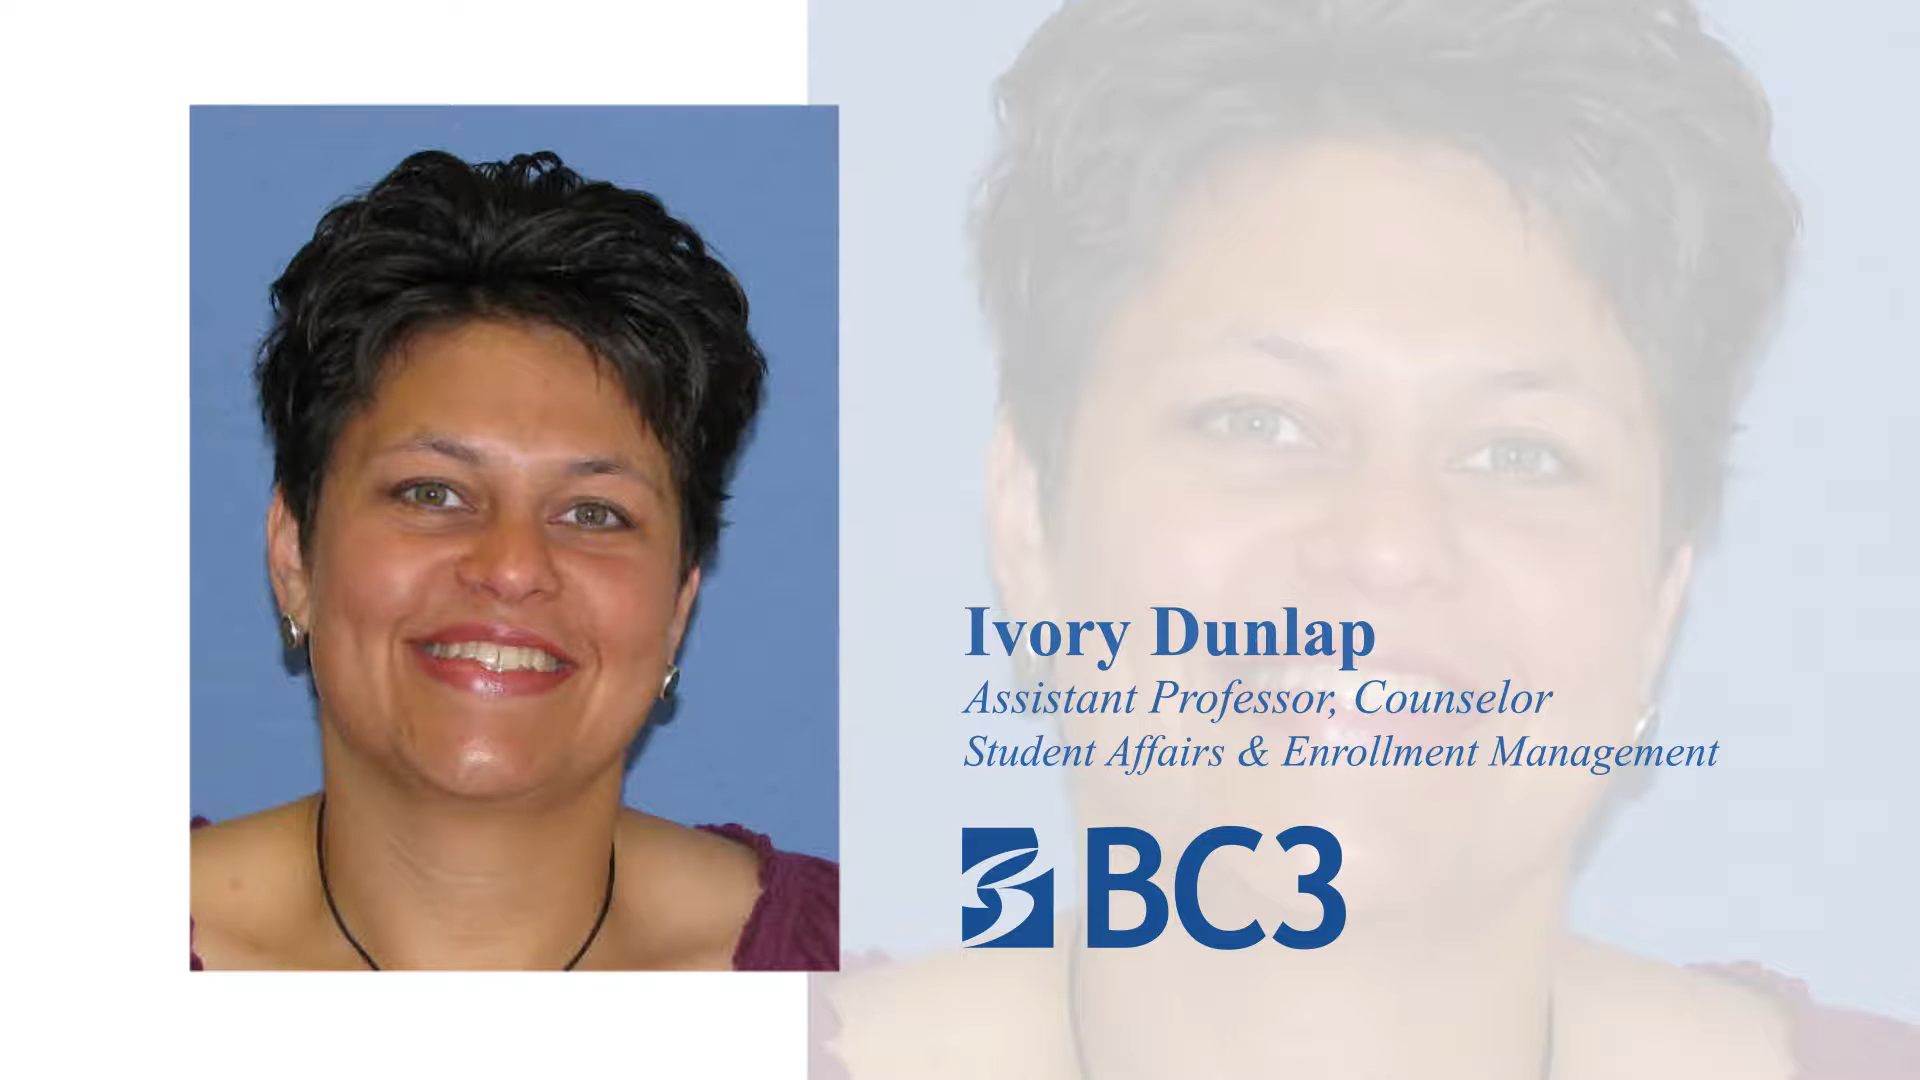 Ivory Dunlap
Assistant Professor, Counselor
Student Affairs & Enrollment Management
BC3